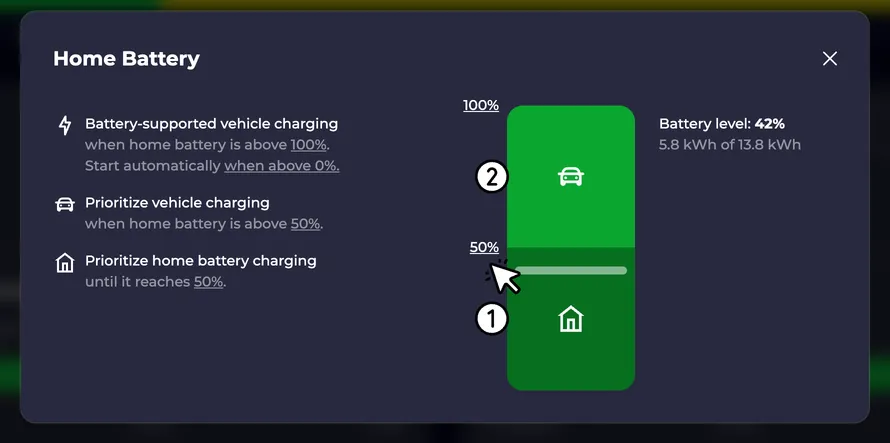 Home Battery
Battery-supported vehicle charging
when home battery is above 100%.
Start automatically when above 0%.
Prioritize vehicle charging
when home battery is above 50%.
Prioritize home battery charging
until it reaches 50%.
100%
2
50%
1
Battery level: 42%
5.8 kWh of 13.8 kWh